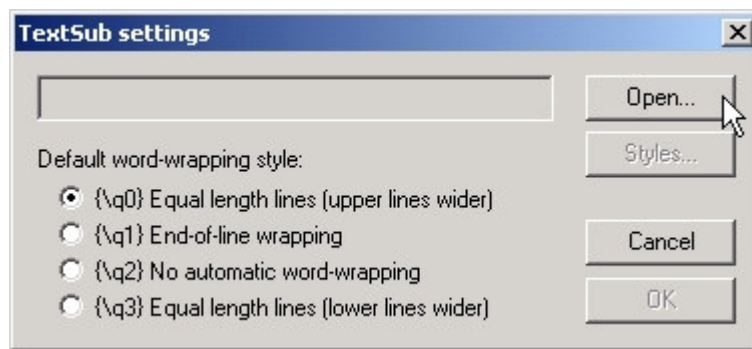 TextSub settings
Open...
Default word-wrapping style:
Styles...
{\q0} Equal length lines (upper lines wider)
{\q1} End-of-line wrapping
Cancel
{\q2} No automatic word-wrapping
{\q3} Equal length lines (lower lines wider)
OK